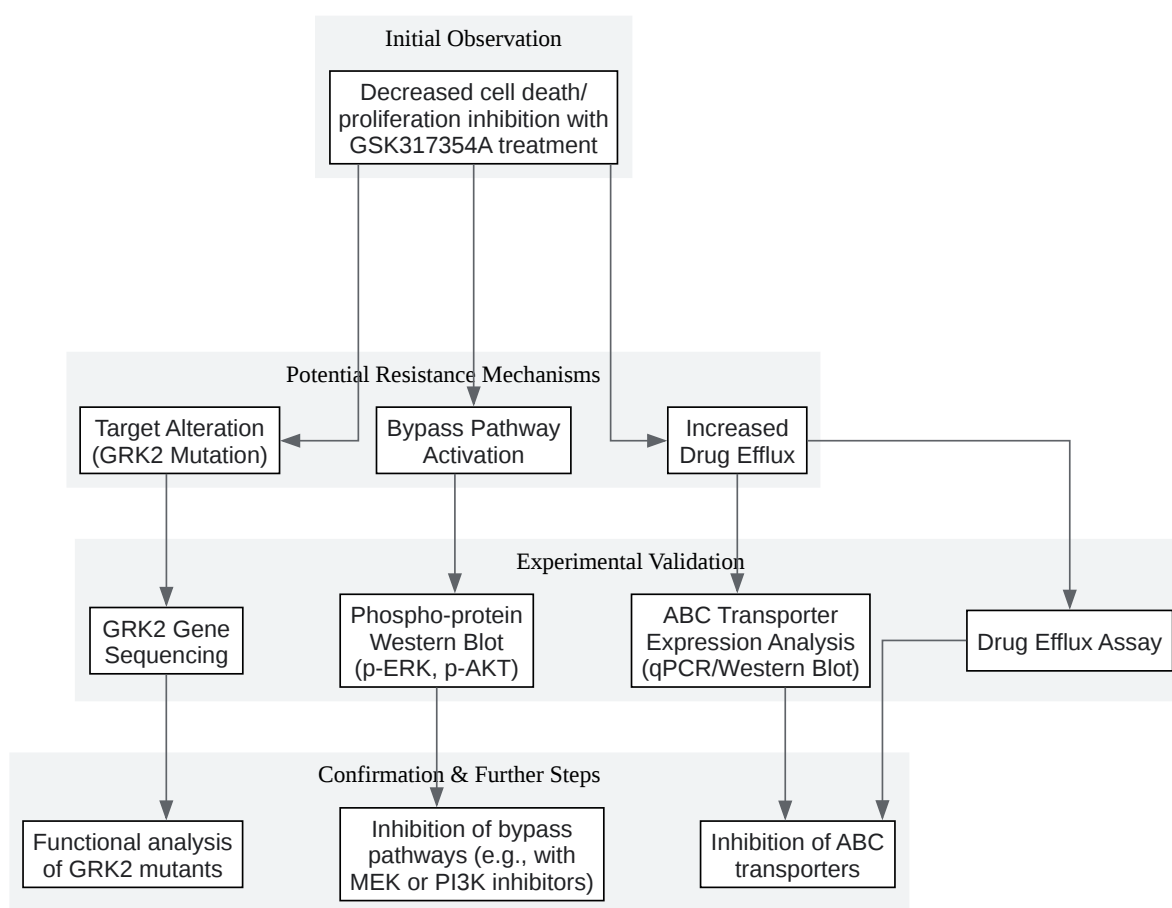 Initial Observation
Decreased cell death/
proliferation inhibition with
GSK317354A treatment
Potential Resistance Mechanisms
Target Alteration
(GRK2 Mutation)
Bypass Pathway
Activation
Increased
Drug Efflux
Experimental Validation
GRK2 Gene
Sequencing
Phospho-protein
Western Blot
(p-ERK, p-AKT)
ABC Transporter
Expression Analysis
(qPCR/Western Blot)
Drug Efflux Assay
Confirmation & Further Steps
Functional analysis
of GRK2 mutants
Inhibition of bypass
pathways (e.g., with
MEK or PI3K inhibitors)
Inhibition of ABC
transporters